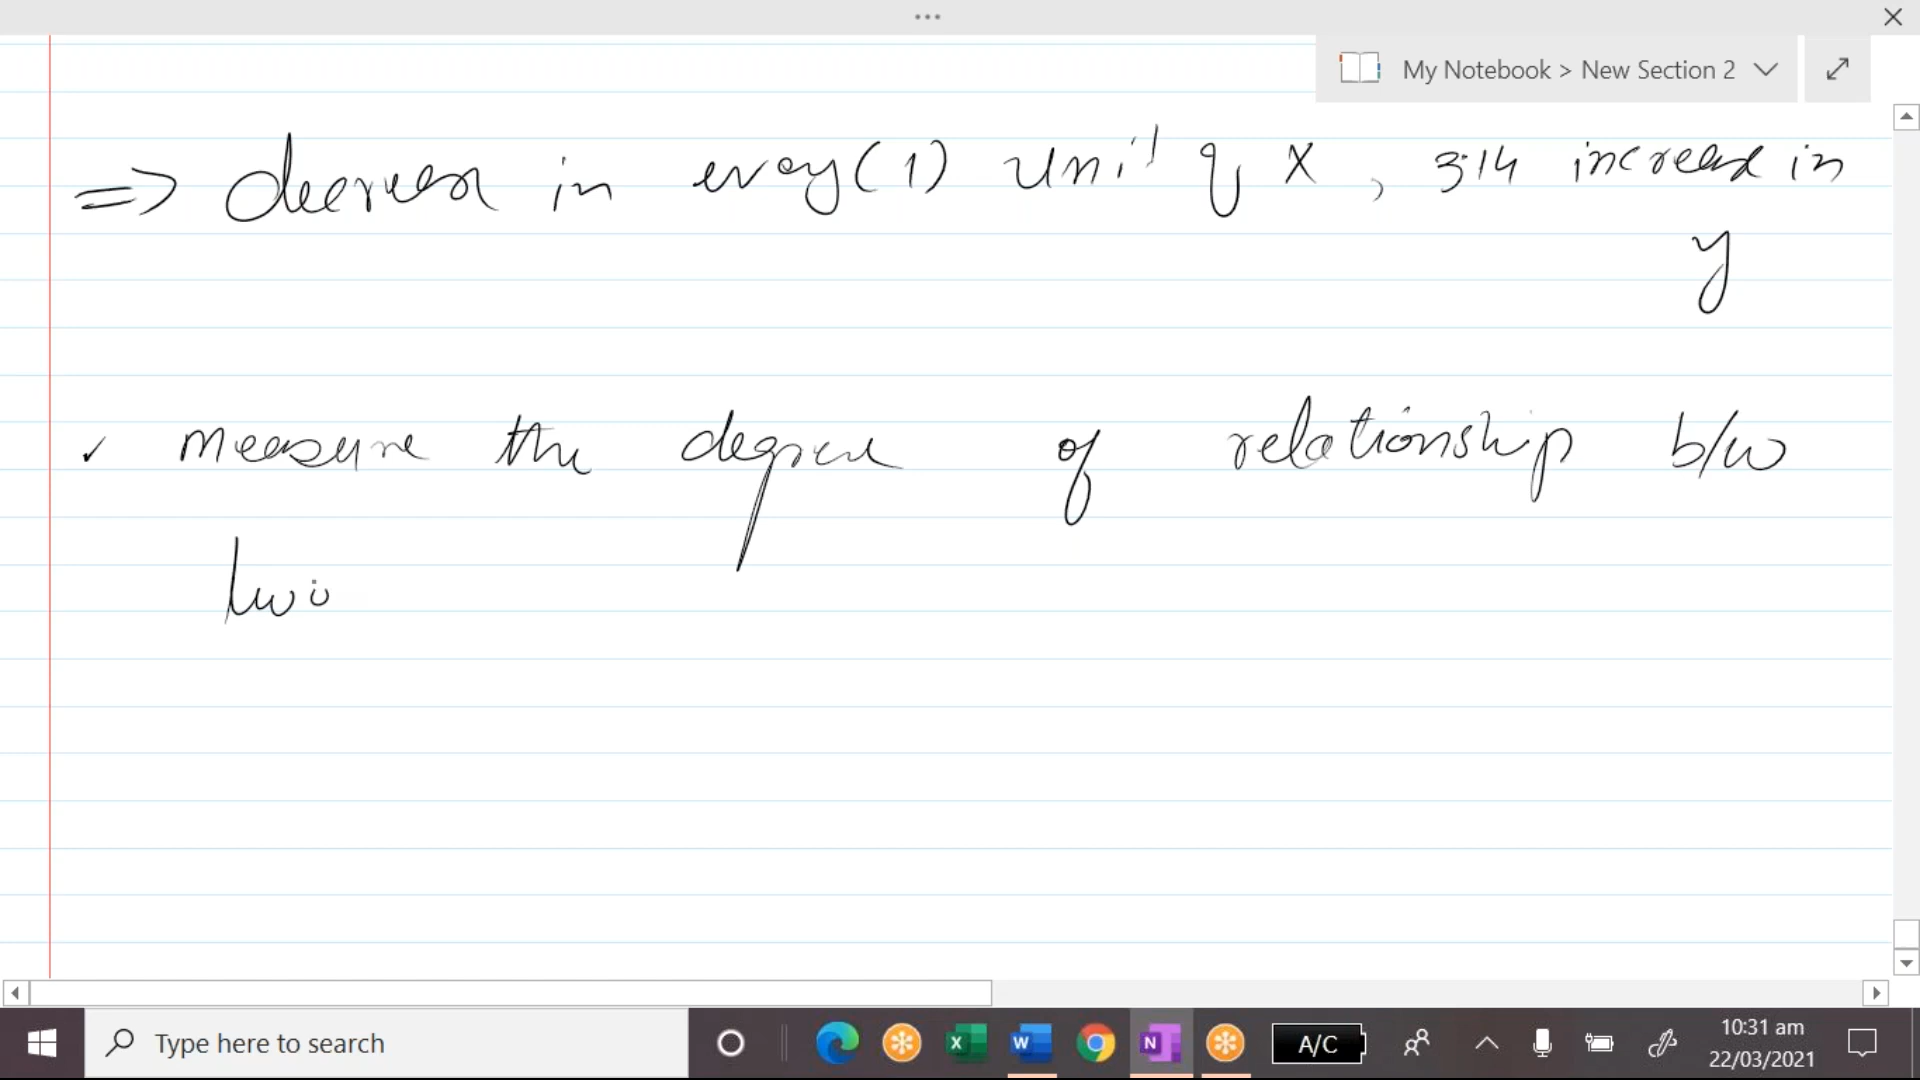 My Notebook > New Section 2
=> decrease in every (1) unit of X, 3.14 increase in
y
✓ measure the degree of relationship b/w
two
Type here to search
A/C
10:31 am
22/03/2021